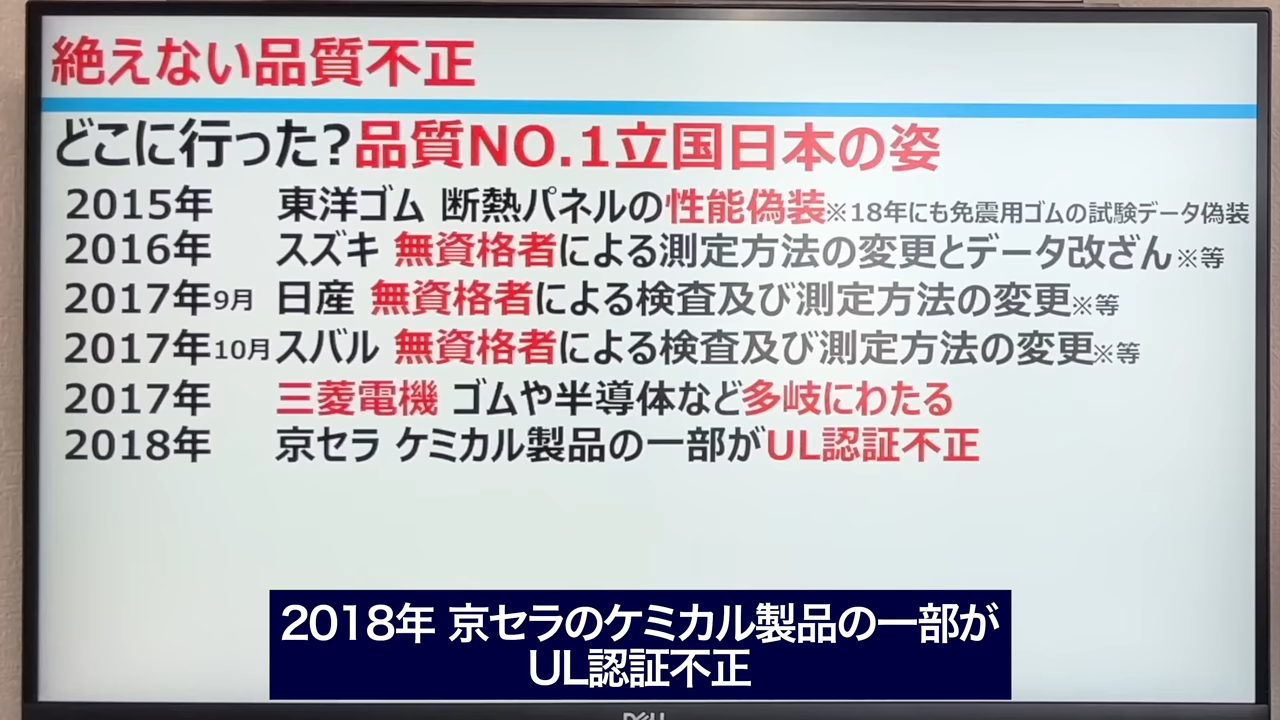 絶えない品質不正
どこに行った?品質NO.1立国日本の姿
2015年 東洋ゴム 断熱パネルの性能偽装※18年にも免震用ゴムの試験データ偽装
2016年 スズキ 無資格者による測定方法の変更とデータ改ざん※等
2017年9月 日産 無資格者による検査及び測定方法の変更※等
2017年10月 スバル 無資格者による検査及び測定方法の変更※等
2017年 三菱電機 ゴムや半導体など多岐にわたる
2018年 京セラ ケミカル製品の一部がUL認証不正
2018年 京セラのケミカル製品の一部が
UL認証不正
DELL